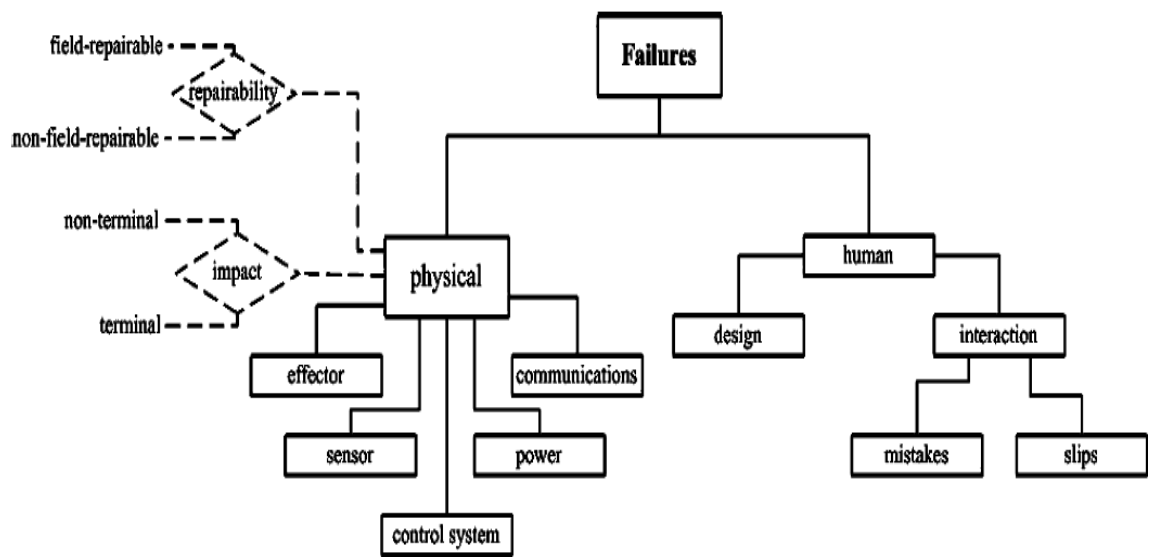 Failures
field-repairable
repairability
non-field-repairable
non-terminal
impact
terminal
physical
human
effector
communications
sensor
power
control system
design
interaction
mistakes
slips